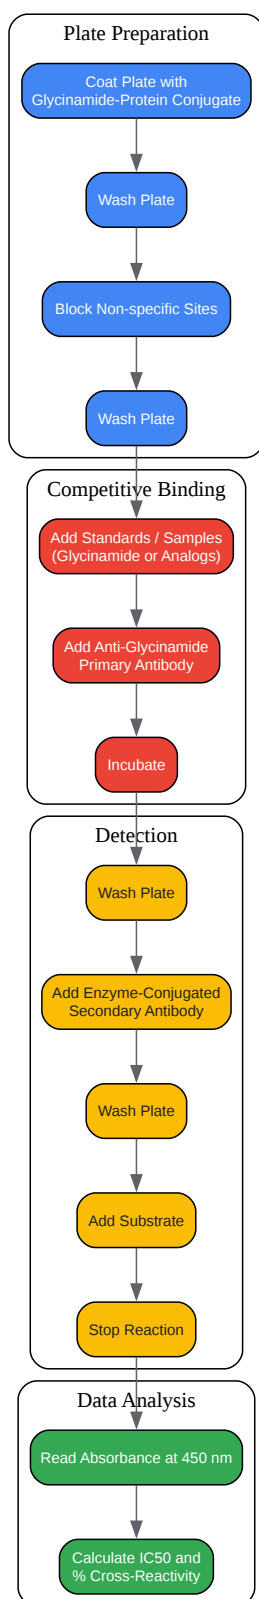 Plate Preparation
Coat Plate with
Glycinamide-Protein Conjugate
Wash Plate
Block Non-specific Sites
Wash Plate
Competitive Binding
Add Standards / Samples
(Glycinamide or Analogs)
Add Anti-Glycinamide
Primary Antibody
Incubate
Detection
Wash Plate
Add Enzyme-Conjugated
Secondary Antibody
Wash Plate
Add Substrate
Stop Reaction
Data Analysis
Read Absorbance at 450 nm
Calculate IC50 and
% Cross-Reactivity